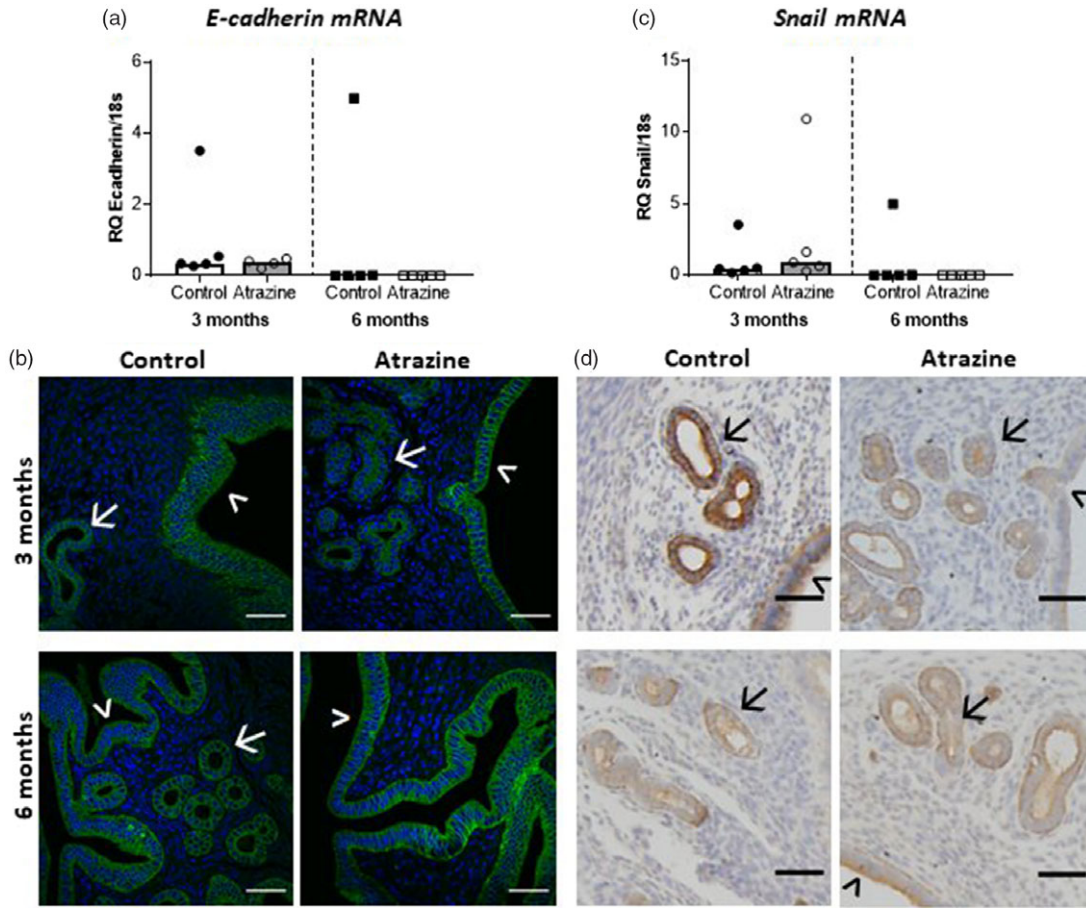 (a)
E-cadherin mRNA
RQ Ecadherin/18s
6
4
2
0
Control Atrazine
Control Atrazine
3 months
6 months
(c)
Snail mRNA
RQ Snail/18s
15
10
5
0
Control Atrazine
Control Atrazine
3 months
6 months
(b)
Control
Atrazine
3 months
6 months
(d)
Control
Atrazine